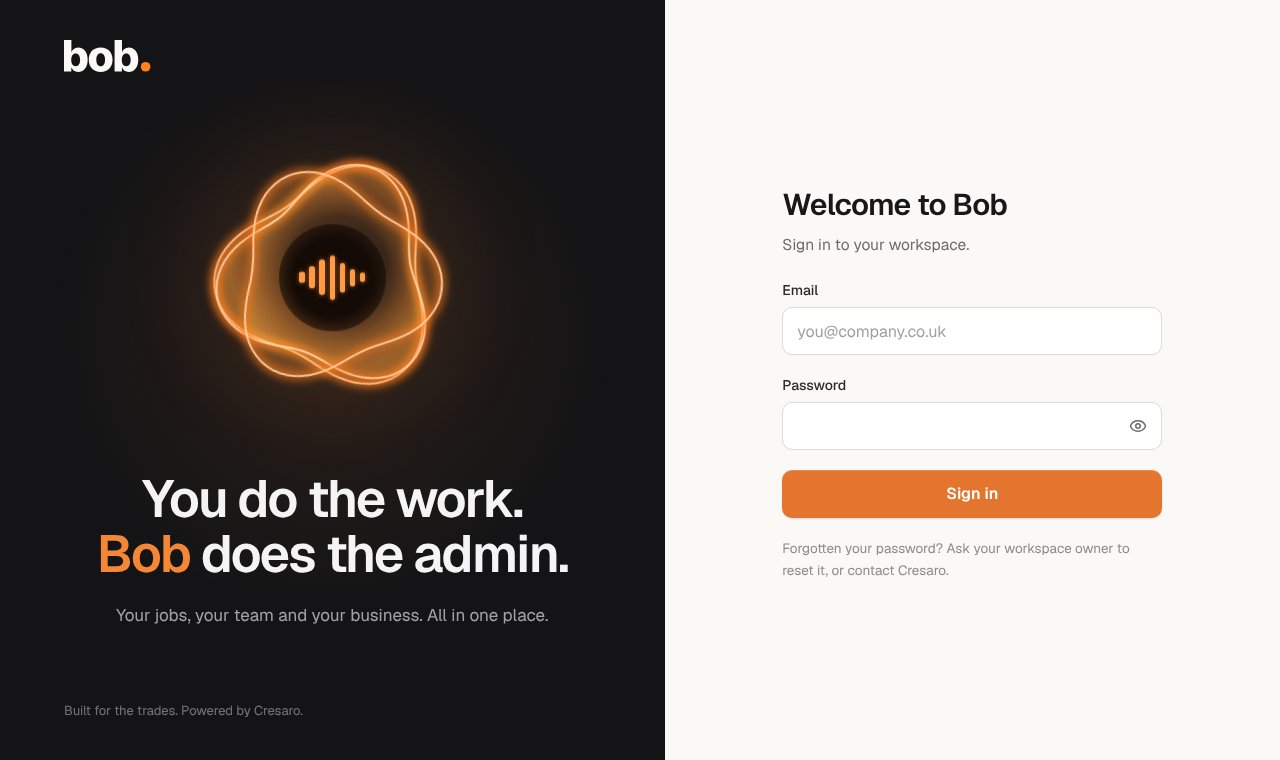 bob.
You do the work.
Bob does the admin.
Your jobs, your team and your business. All in one place.
Built for the trades. Powered by Cresaro.
Welcome to Bob
Sign in to your workspace.
Email
you@company.co.uk
Password
Sign in
Forgotten your password? Ask your workspace owner to
reset it, or contact Cresaro.